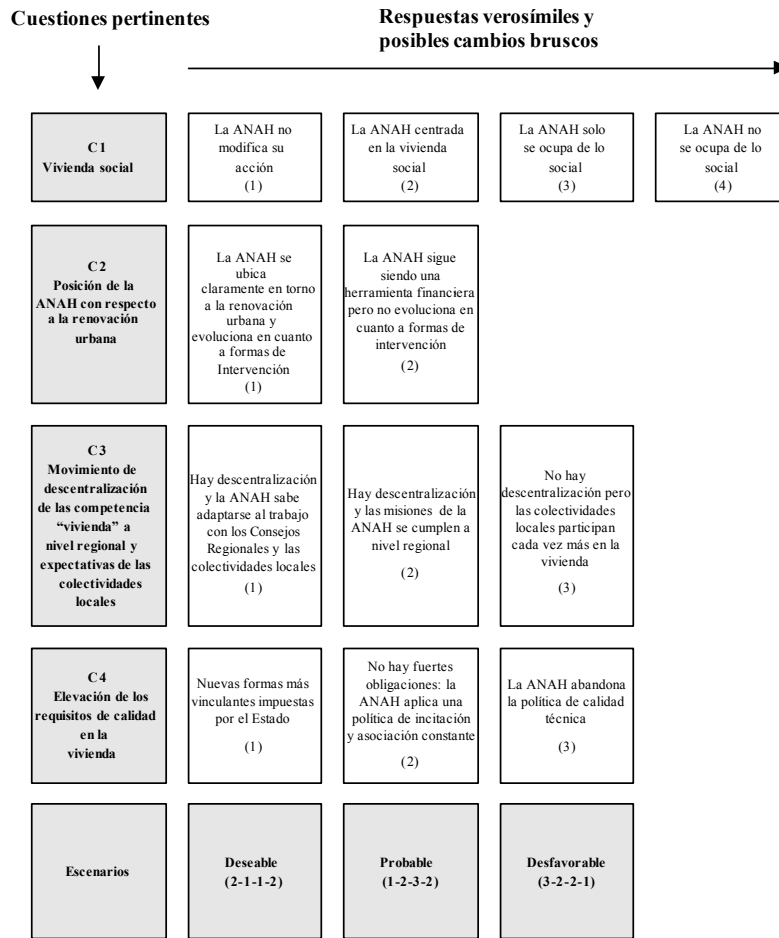 Cuestiones pertinentes
Respuestas verosímiles y
posibles cambios bruscos
C1
Vivienda social
La ANAH no
modifica su
acción
(1)
La ANAH centrada
en la vivienda
social
(2)
La ANAH solo
se ocupa de lo
social
(3)
La ANAH no
se ocupa de lo
social
(4)
C2
Posición de la
ANAH con respecto
a la renovación
urbana
La ANAH se
ubica
claramente en torno
a la renovación
urbana y
evoluciona en cuanto
a formas de
Intervención
(1)
La ANAH sigue
siendo una
herramienta financiera
pero no evoluciona en
cuanto a formas de
intervención
(2)
C3
Movimiento de
descentralización
de las competencia
“vivienda” a
nivel regional y
expectativas de las
colectividades
locales
Hay descentralización
y la ANAH sabe
adaptarse al trabajo
con los Consejos
Regionales y las
colectividades locales
(1)
Hay descentralización
y las misiones de la
ANAH se cumplen a
nivel regional
(2)
No hay
descentralización pero
las colectividades
locales participan
cada vez más en la
vivienda
(3)
C4
Elevación de los
requisitos de calidad
en la
vivienda
Nuevas formas más
vinculantes impuestas
por el Estado
(1)
No hay fuertes
obligaciones: la
ANAH aplica una
política de incitación
y asociación constante
(2)
La ANAH abandona
la política de calidad
técnica
(3)
Escenarios
Deseable
(2-1-1-2)
Probable
(1-2-3-2)
Desfavorable
(3-2-2-1)